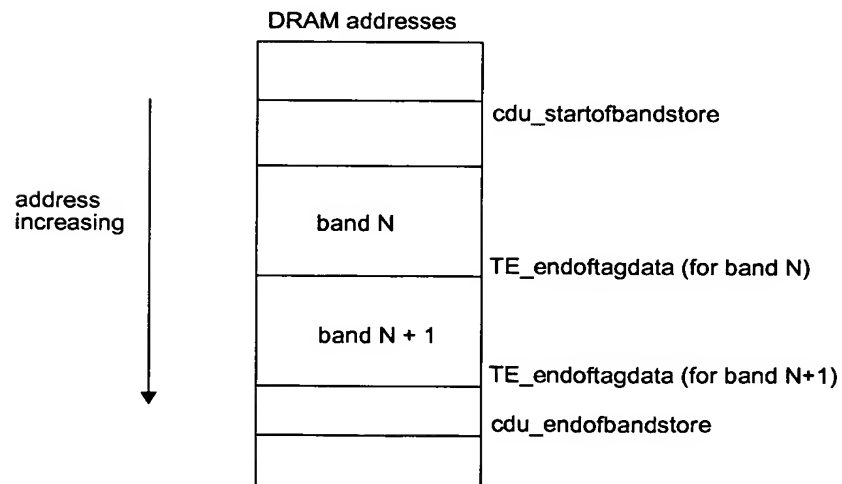 DRAM addresses
cdu_startofbandstore
address
increasing
band N
TE_endoftagdata (for band N)
band N + 1
TE_endoftagdata (for band N+1)
cdu_endofbandstore